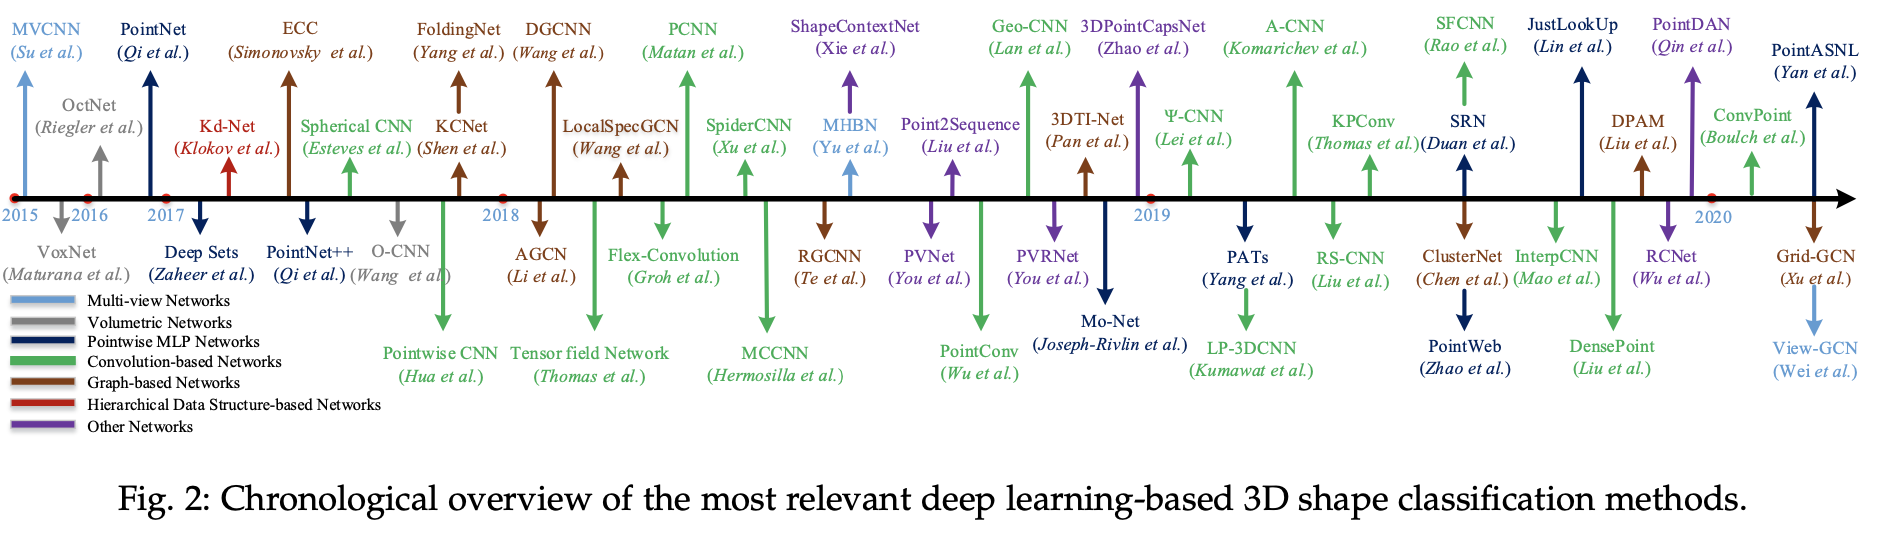 MVCNN
(Su et al.)
PointNet
(Qi et al.)
ECC
(Simonovsky et al.)
FoldingNet
(Yang et al.)
DGCNN
(Wang et al.)
PCNN
(Matan et al.)
ShapeContextNet
(Xie et al.)
Geo-CNN
(Lan et al.)
3DPointCapsNet
(Zhao et al.)
A-CNN
(Komarichev et al.)
SFCNN
(Rao et al.)
JustLookUp
(Lin et al.)
PointDAN
(Qin et al.)
PointASNL
(Yan et al.)
OctNet
(Riegler et al.)
Kd-Net
(Klokov et al.)
Spherical CNN
(Esteves et al.)
KCNet
(Shen et al.)
LocalSpecGCN
(Wang et al.)
SpiderCNN
(Xu et al.)
MHBN
(Yu et al.)
Point2Sequence
(Liu et al.)
3DTI-Net
(Pan et al.)
Ψ-CNN
(Lei et al.)
KPConv
(Thomas et al.)
SRN
(Duan et al.)
DPAM
(Liu et al.)
ConvPoint
(Boulch et al.)
2015
2016
2017
2018
2019
2020
VoxNet
(Maturana et al.)
Deep Sets
(Zaheer et al.)
PointNet++
(Qi et al.)
O-CNN
(Wang et al)
AGCN
(Li et al.)
Flex-Convolution
(Groh et al.)
RGCNN
(Te et al.)
PVNet
(You et al.)
PVRNet
(You et al.)
PATs
(Yang et al.)
RS-CNN
(Liu et al.)
ClusterNet
(Chen et al.)
InterpCNN
(Mao et al.)
RCNet
(Wu et al.)
Grid-GCN
(Xu et al.)
Pointwise CNN
(Hua et al.)
Tensor field Network
(Thomas et al.)
MCCNN
(Hermosilla et al.)
PointConv
(Wu et al.)
Mo-Net
(Joseph-Rivlin et al.)
LP-3DCNN
(Kumawat et al.)
PointWeb
(Zhao et al.)
DensePoint
(Liu et al.)
View-GCN
(Wei et al.)
Multi-view Networks
Volumetric Networks
Pointwise MLP Networks
Convolution-based Networks
Graph-based Networks
Hierarchical Data Structure-based Networks
Other Networks
Fig. 2: Chronological overview of the most relevant deep learning-based 3D shape classification methods.